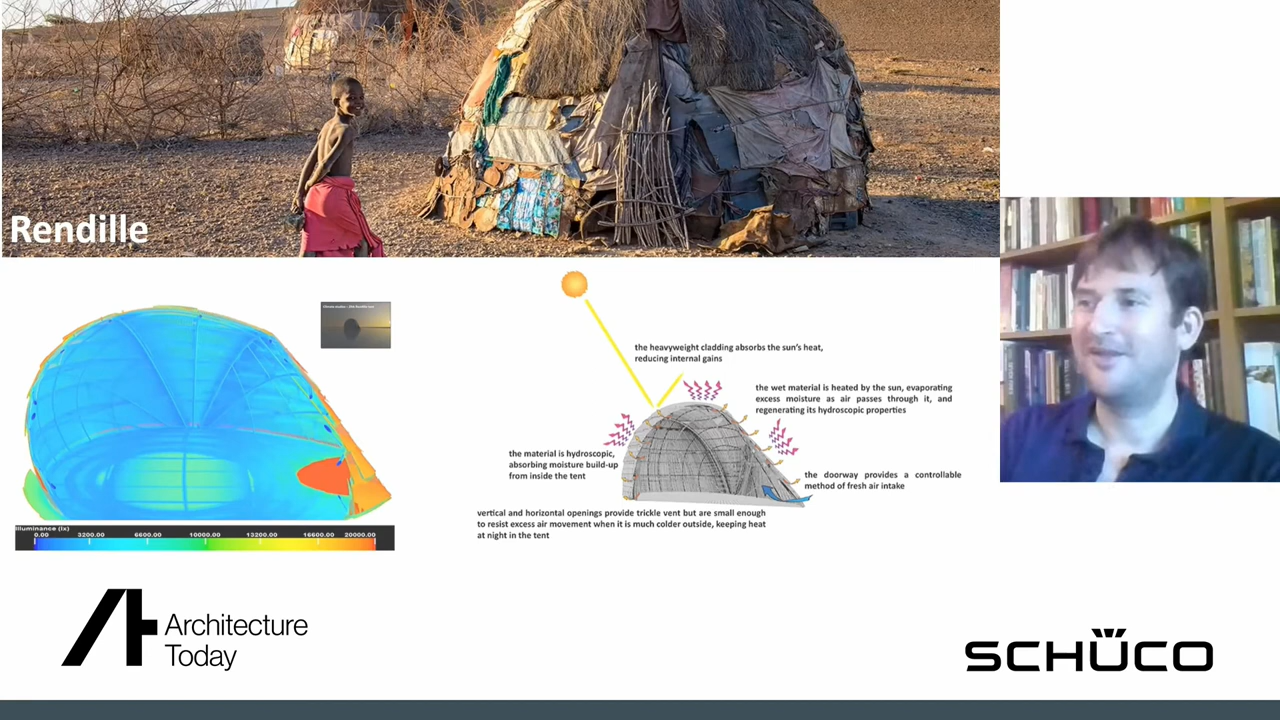 Rendille
Illuminance (lx)
0.00 3200.00 6600.00 10000.00 13200.00 16600.00 20000.00
the heavyweight cladding absorbs the sun's heat,
reducing internal gains
the wet material is heated by the sun, evaporating
excess moisture as air passes through it, and
regenerating its hydroscopic properties
the material is hydroscopic,
absorbing moisture build-up
from inside the tent
the doorway provides a controllable
method of fresh air intake
vertical and horizontal openings provide trickle vent but are small enough
to resist excess air movement when it is much colder outside, keeping heat
at night in the tent
Architecture
Today
SCHÜCO